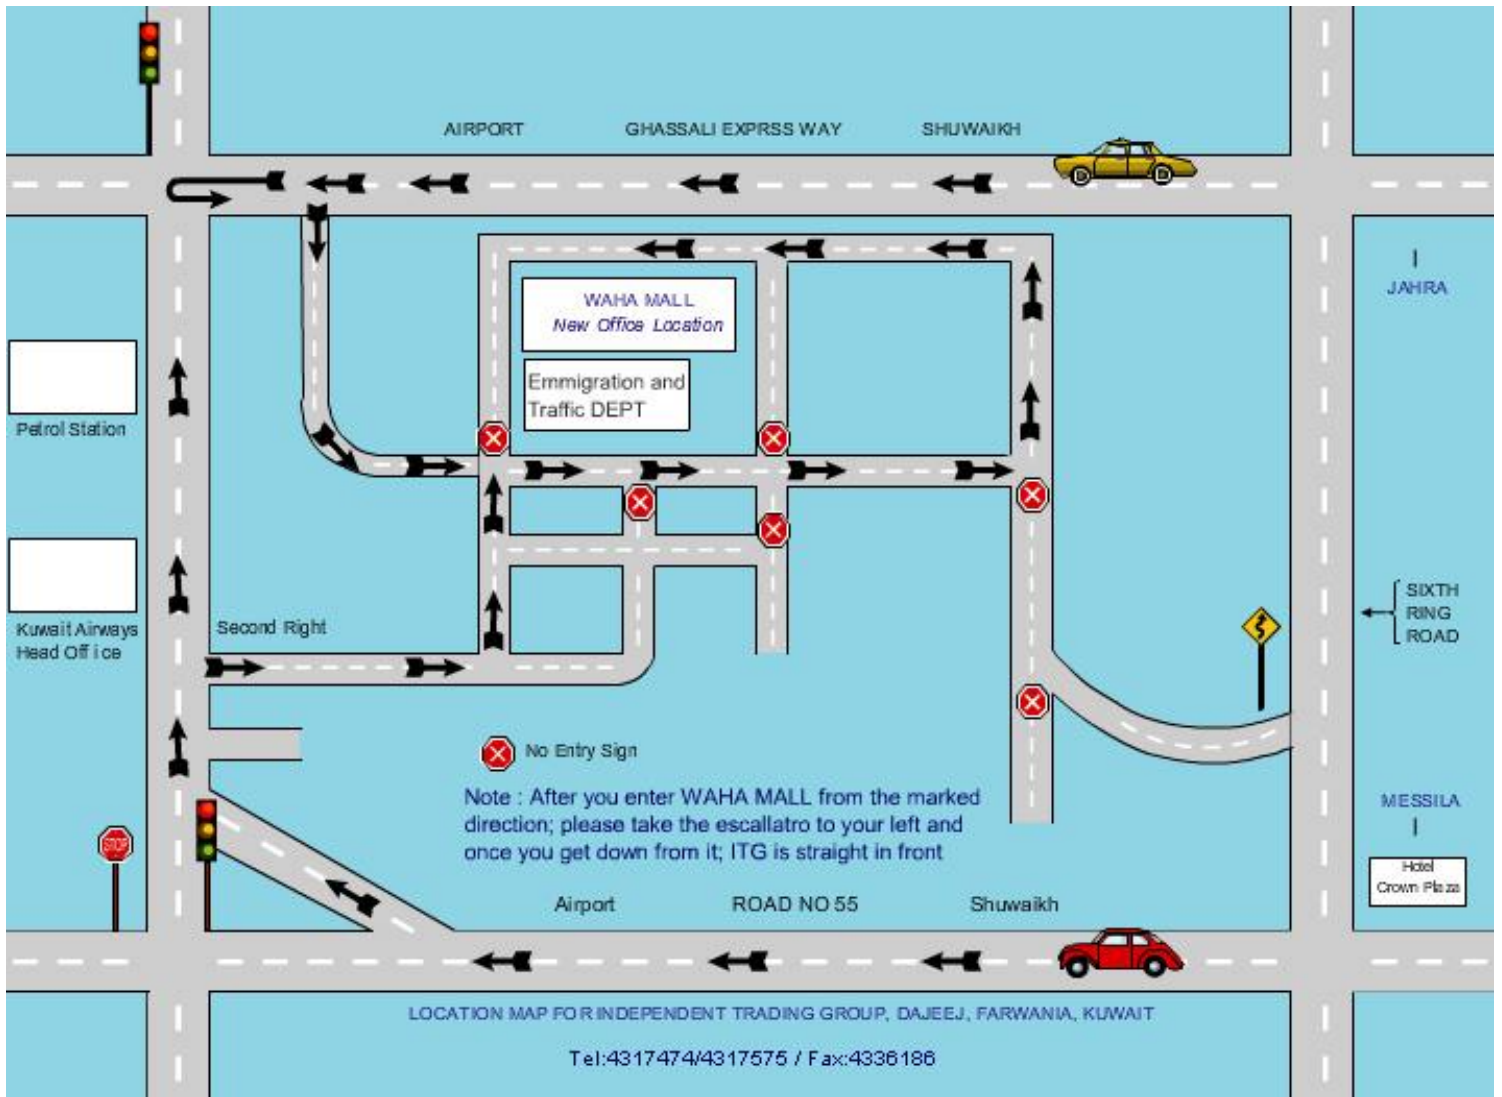 AIRPORT GHASSALI EXPRSS WAY SHUWAIKH
JAHRA
WAHA MALL
New Office Location
Emmigration and
Traffic DEPT
Petrol Station
SIXTH
RING
ROAD
Kuwait Airways
Head Office
Second Right
No Entry Sign
Note : After you enter WAHA MALL from the marked
direction; please take the escallatro to your left and
once you get down from it; ITG is straight in front
MESSILA
STOP
Hotel
Crown Plaza
Airport ROAD NO 55 Shuwaikh
LOCATION MAP FOR INDEPENDENT TRADING GROUP, DAJEEJ, FARWANIA, KUWAIT
Tel:4317474/4317575 / Fax:4336186